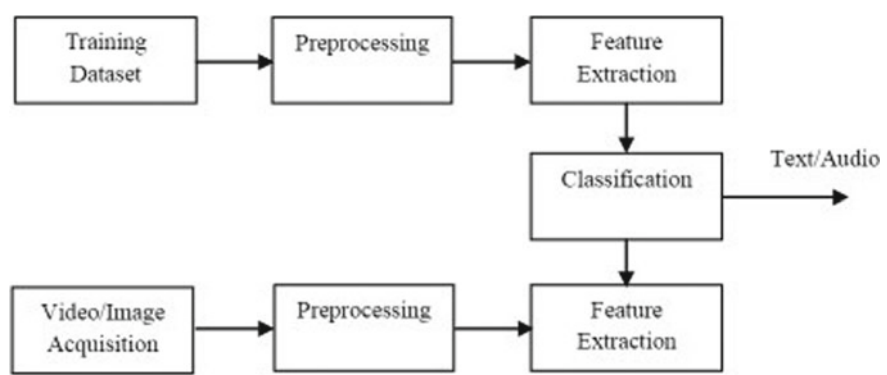 Training
Dataset
Preprocessing
Feature
Extraction
Classification
Text/Audio
Video/Image
Acquisition
Preprocessing
Feature
Extraction